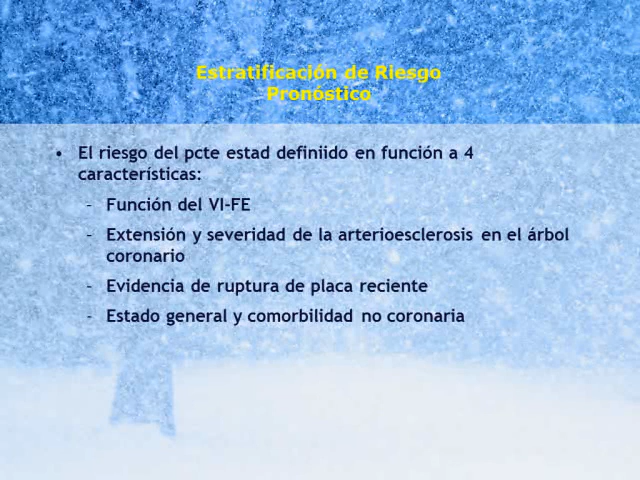 Estratificación de Riesgo
Pronóstico
• El riesgo del pcte estad definiido en función a 4
características:
– Función del VI-FE
– Extensión y severidad de la arterioesclerosis en el árbol
coronario
– Evidencia de ruptura de placa reciente
– Estado general y comorbilidad no coronaria